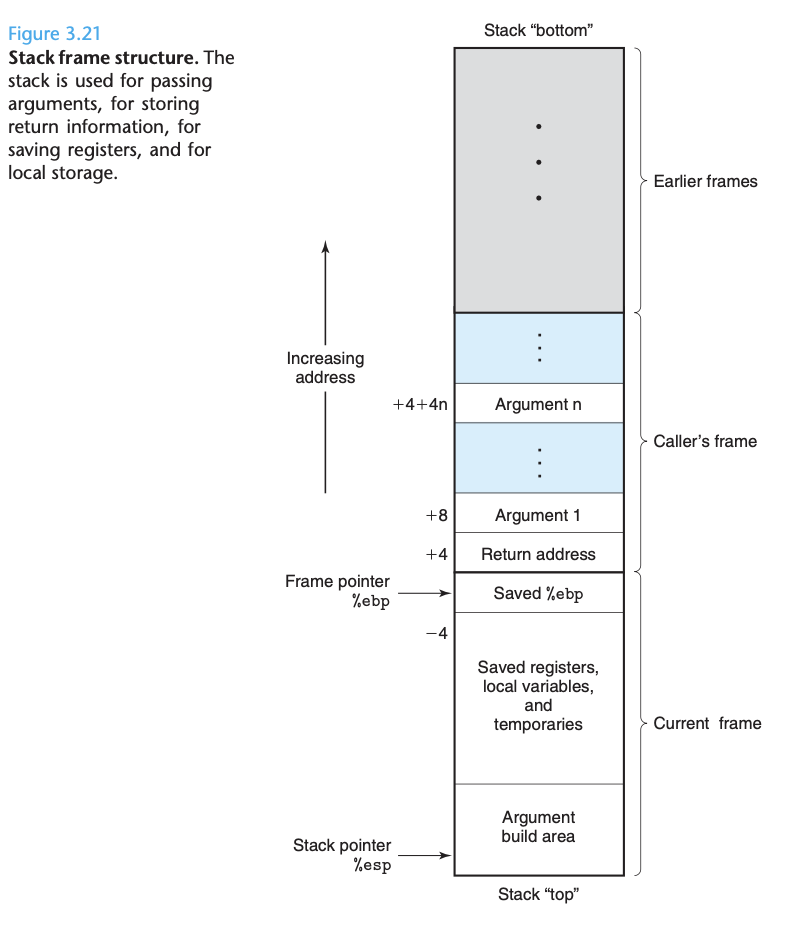 Figure 3.21
Stack frame structure. The
stack is used for passing
arguments, for storing
return information, for
saving registers, and for
local storage.
Stack “bottom”
Earlier frames
Increasing
address
+4+4n
Argument n
Caller’s frame
+8
Argument 1
+4
Return address
Frame pointer
%ebp
Saved %ebp
−4
Saved registers,
local variables,
and
temporaries
Current frame
Argument
build area
Stack pointer
%esp
Stack “top”